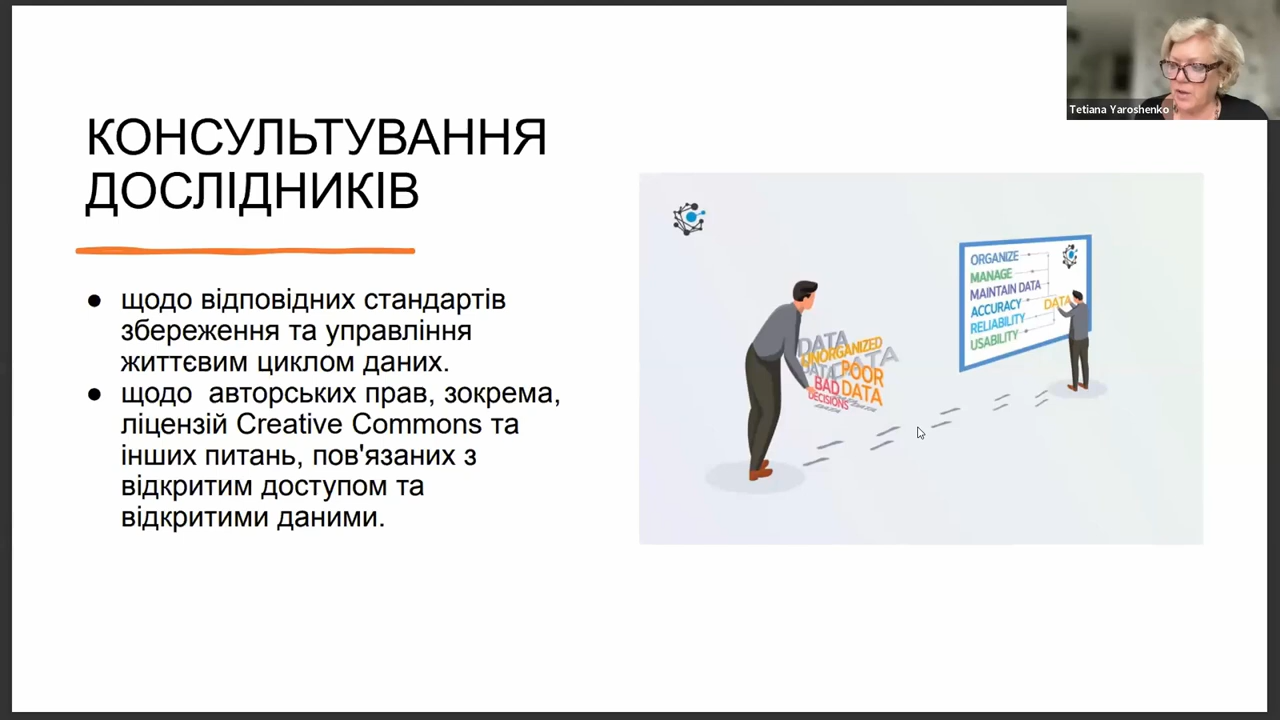 Tetiana Yaroshenko
КОНСУЛЬТУВАННЯ
ДОСЛІДНИКІВ
● щодо відповідних стандартів
збереження та управління
життєвим циклом даних.
● щодо  авторських прав, зокрема,
ліцензій Creative Commons та
інших питань, пов'язаних з
відкритим доступом та
відкритими даними.
DATA
UNORGANIZED
DATA DATA
POOR
BAD DATA
DECISIONS
ORGANIZE
MANAGE
MAINTAIN DATA
ACCURACY
DATA
RELIABILITY
USABILITY